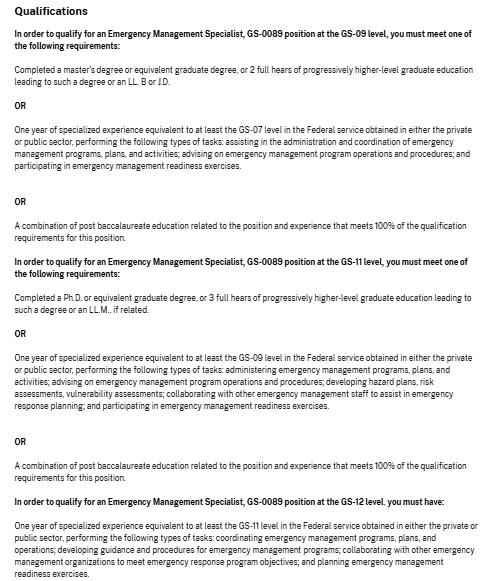 Qualifications
In order to qualify for an Emergency Management Specialist, GS-0089 position at the GS-09 level, you must meet one of
the following requirements:
Completed a master's degree or equivalent graduate degree, or 2 full hears of progressively higher-level graduate education
leading to such a degree or an LL. B or J.D.
OR
One year of specialized experience equivalent to at least the GS-07 level in the Federal service obtained in either the private
or public sector, performing the following types of tasks: assisting in the administration and coordination of emergency
management programs, plans, and activities; advising on emergency management program operations and procedures; and
participating in emergency management readiness exercises.
OR
A combination of post baccalaureate education related to the position and experience that meets 100% of the qualification
requirements for this position.
In order to qualify for an Emergency Management Specialist, GS-0089 position at the GS-11 level, you must meet one of
the following requirements:
Completed a Ph.D. or equivalent graduate degree, or 3 full hears of progressively higher-level graduate education leading to
such a degree or an LL.M., if related.
OR
One year of specialized experience equivalent to at least the GS-09 level in the Federal service obtained in either the private
or public sector, performing the following types of tasks: administering emergency management programs, plans, and
activities; advising on emergency management program operations and procedures; developing hazard plans, risk
assessments, vulnerability assessments; collaborating with other emergency management staff to assist in emergency
response planning; and participating in emergency management readiness exercises.
OR
A combination of post baccalaureate education related to the position and experience that meets 100% of the qualification
requirements for this position.
In order to qualify for an Emergency Management Specialist, GS-0089 position at the GS-12 level, you must have:
One year of specialized experience equivalent to at least the GS-11 level in the Federal service obtained in either the private or
public sector, performing the following types of tasks: coordinating emergency management programs, plans, and
operations; developing guidance and procedures for emergency management programs; collaborating with other emergency
management organizations to meet emergency response program objectives; and planning emergency management
readiness exercises.